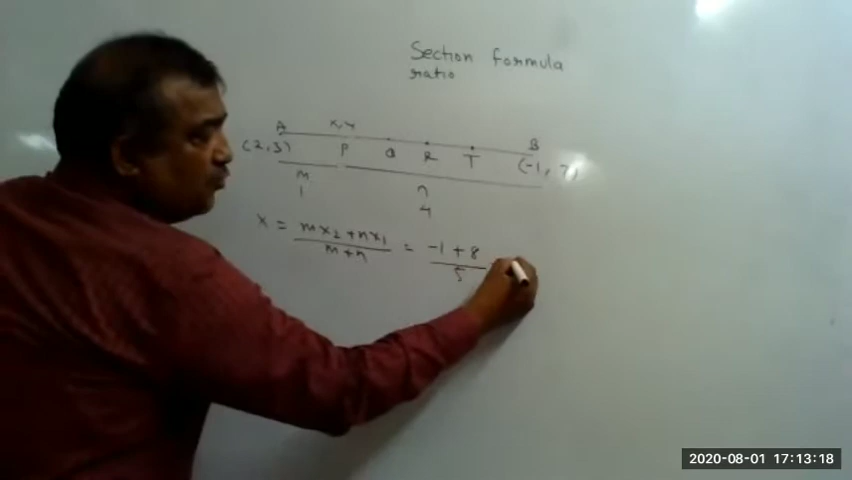 Section formula
ratio
A x, y B
(2, 3) P Q R T (-1, 7)
m n
1 4
x = mx₂ + nx₁ / m + n = -1 + 8 / 5
2020-08-01 17:13:18